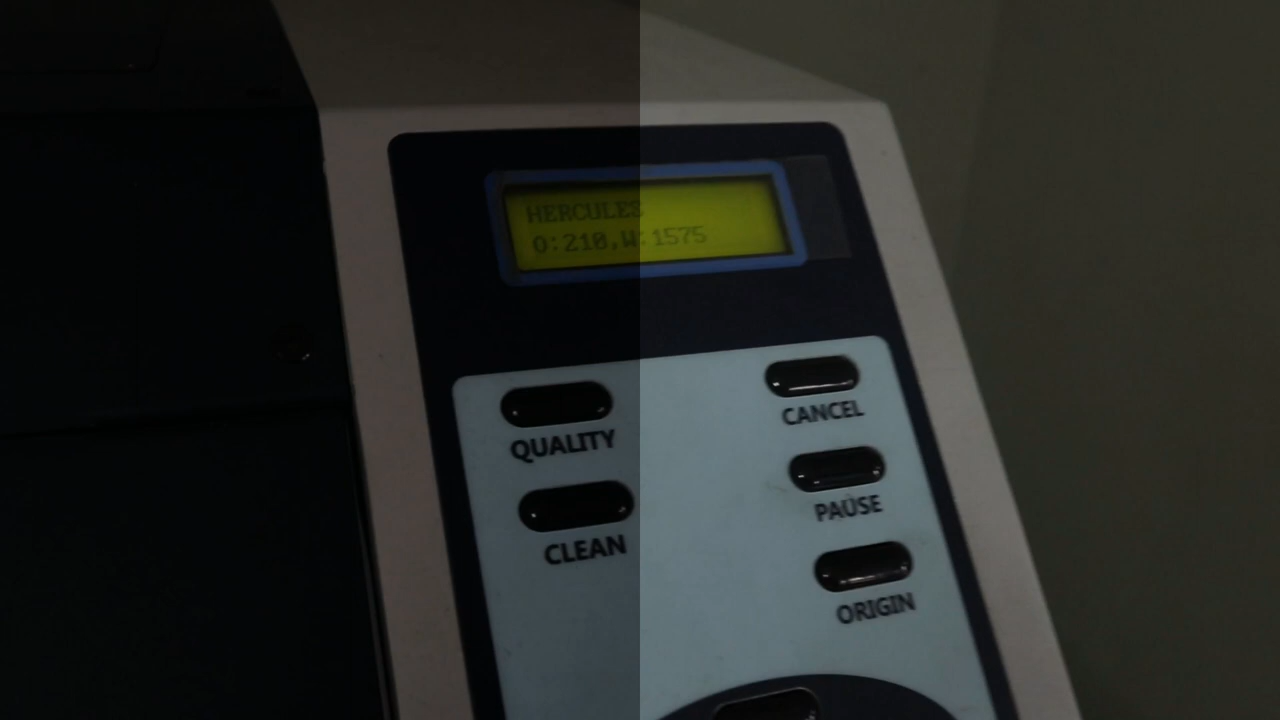 HERCULES
O:210,W:1575
QUALITY
CANCEL
CLEAN
PAUSE
ORIGIN